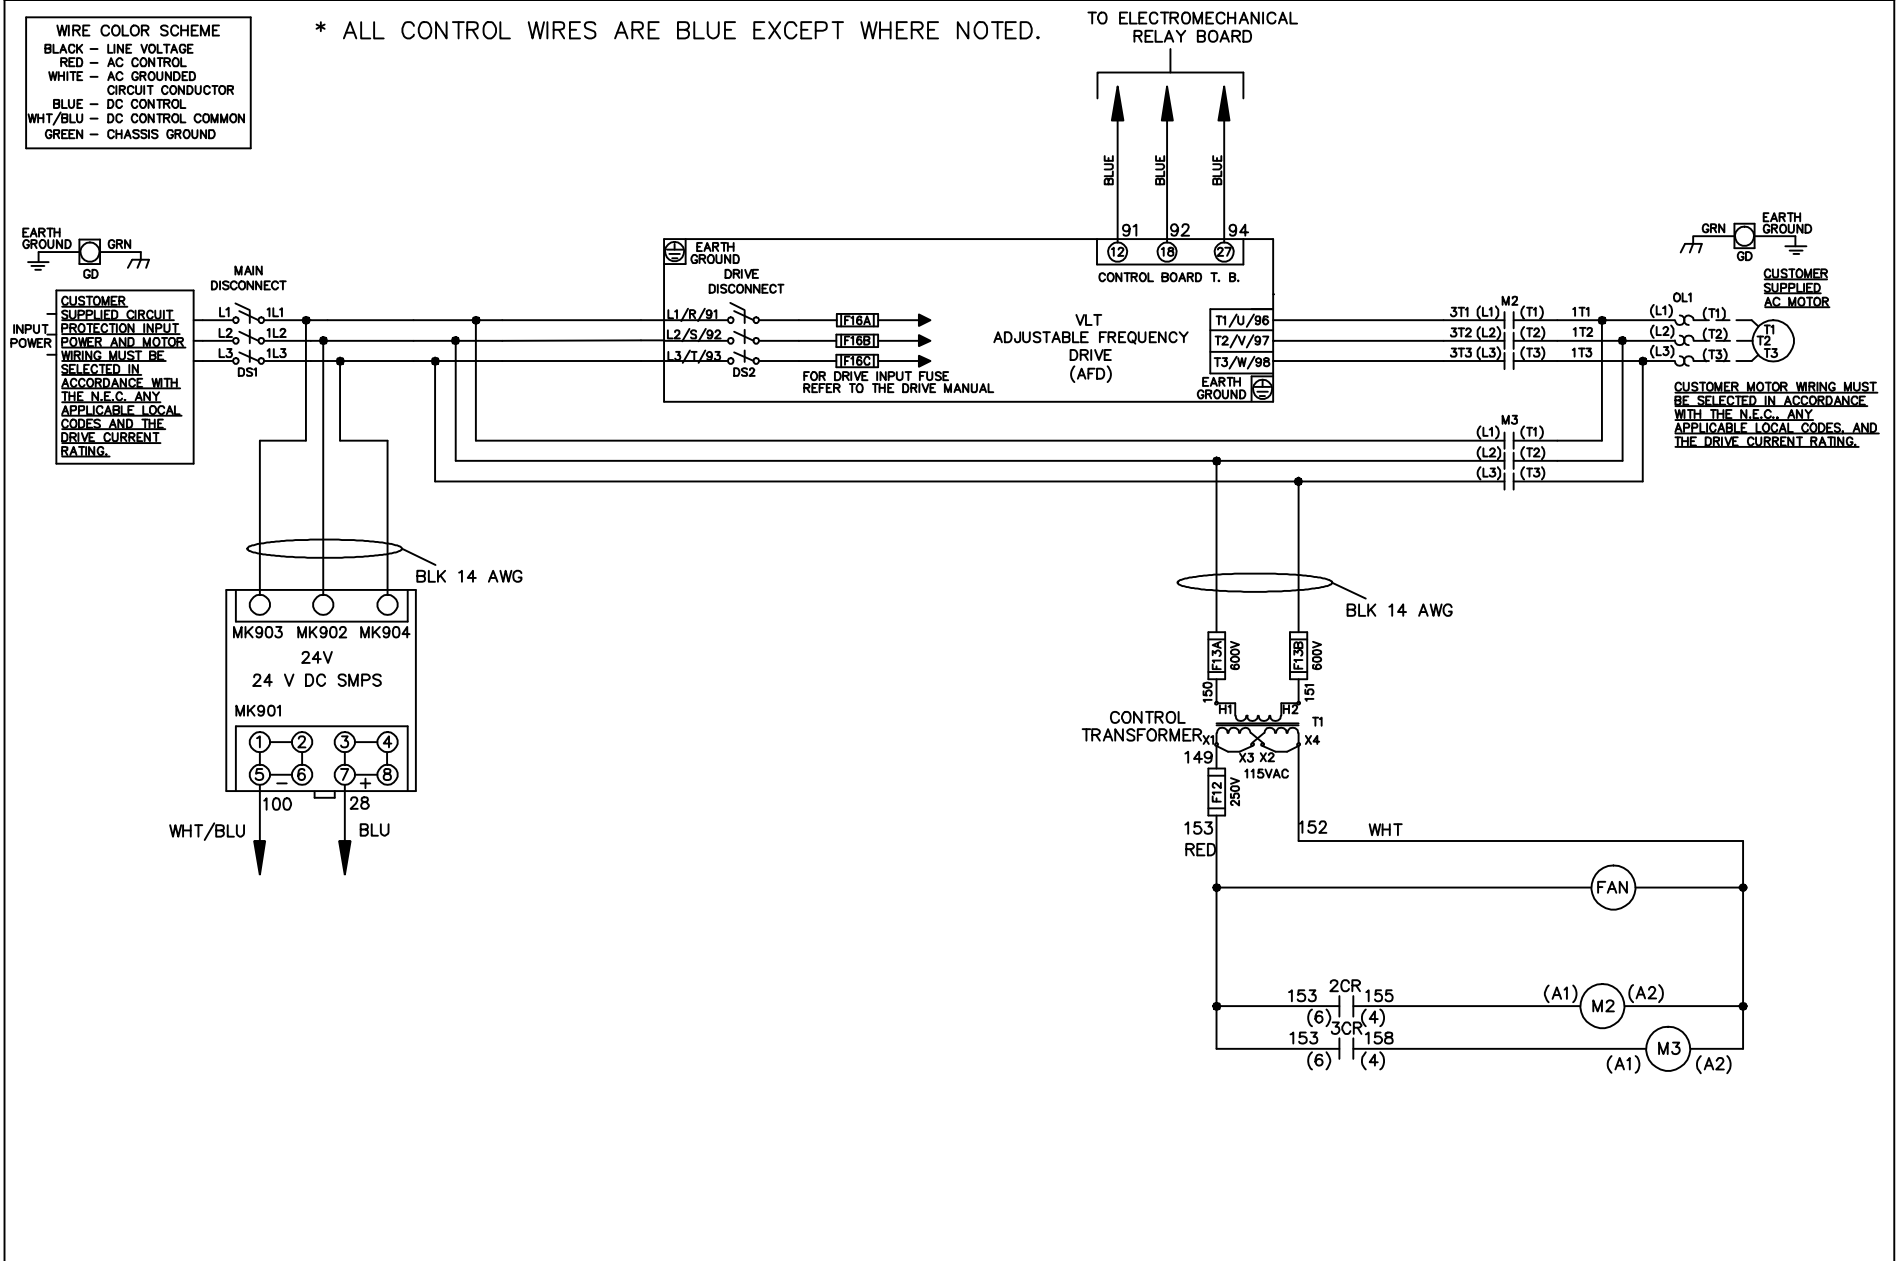 WIRE COLOR SCHEME
BLACK – LINE VOLTAGE
RED – AC CONTROL
WHITE – AC GROUNDED
CIRCUIT CONDUCTOR
BLUE – DC CONTROL
WHT/BLU – DC CONTROL COMMON
GREEN – CHASSIS GROUND
* ALL CONTROL WIRES ARE BLUE EXCEPT WHERE NOTED.
TO ELECTROMECHANICAL
RELAY BOARD
BLUE
BLUE
BLUE
91 92 94
12 18 27
CONTROL BOARD T. B.
EARTH
GROUND
GRN
GD
INPUT
POWER
CUSTOMER
SUPPLIED CIRCUIT
PROTECTION INPUT
POWER AND MOTOR
WIRING MUST BE
SELECTED IN
ACCORDANCE WITH
THE N.E.C. ANY
APPLICABLE LOCAL
CODES AND THE
DRIVE CURRENT
RATING.
MAIN
DISCONNECT
L1 1L1
L2 1L2
L3 1L3
DS1
EARTH
GROUND
DRIVE
DISCONNECT
L1/R/91
L2/S/92
L3/T/93
DS2
F16A
F16B
F16C
FOR DRIVE INPUT FUSE
REFER TO THE DRIVE MANUAL
VLT
ADJUSTABLE FREQUENCY
DRIVE
(AFD)
T1/U/96
T2/V/97
T3/W/98
EARTH
GROUND
M2
3T1 (L1) (T1) 1T1
3T2 (L2) (T2) 1T2
3T3 (L3) (T3) 1T3
OL1
(L1) (T1)
(L2) (T2)
(L3) (T3)
T1
T2
T3
GRN
GD
EARTH
GROUND
CUSTOMER
SUPPLIED
AC MOTOR
CUSTOMER MOTOR WIRING MUST
BE SELECTED IN ACCORDANCE
WITH THE N.E.C., ANY
APPLICABLE LOCAL CODES, AND
THE DRIVE CURRENT RATING.
M3
(L1) (T1)
(L2) (T2)
(L3) (T3)
BLK 14 AWG
MK903 MK902 MK904
24V
24 V DC SMPS
MK901
1 2 3 4
5 6 7 8
– +
100 28
WHT/BLU BLU
BLK 14 AWG
F13A
600V
F13B
600V
150
151
H1 H2
T1
CONTROL
TRANSFORMER
X1 X4
X3 X2
149
115VAC
F12
250V
153
RED
152 WHT
FAN
2CR
153 155
(6) (4)
(A1) M2 (A2)
3CR
153 158
(6) (4)
M3
(A1) (A2)